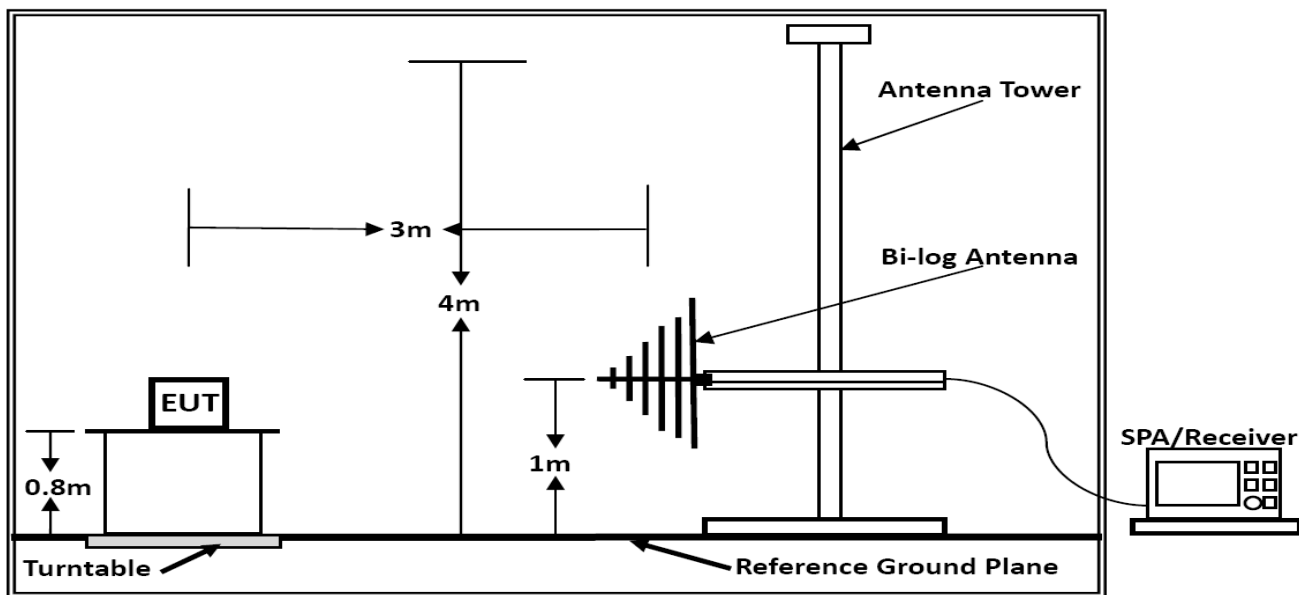 Antenna Tower
3m
Bi-log Antenna
4m
EUT
SPA/Receiver
1m
0.8m
Turntable
Reference Ground Plane